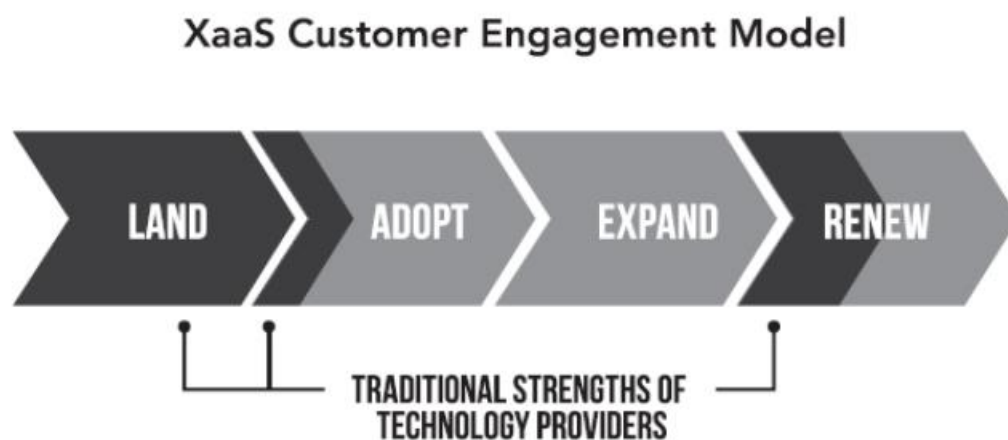 XaaS Customer Engagement Model
LAND
ADOPT
EXPAND
RENEW
TRADITIONAL STRENGTHS OF
TECHNOLOGY PROVIDERS